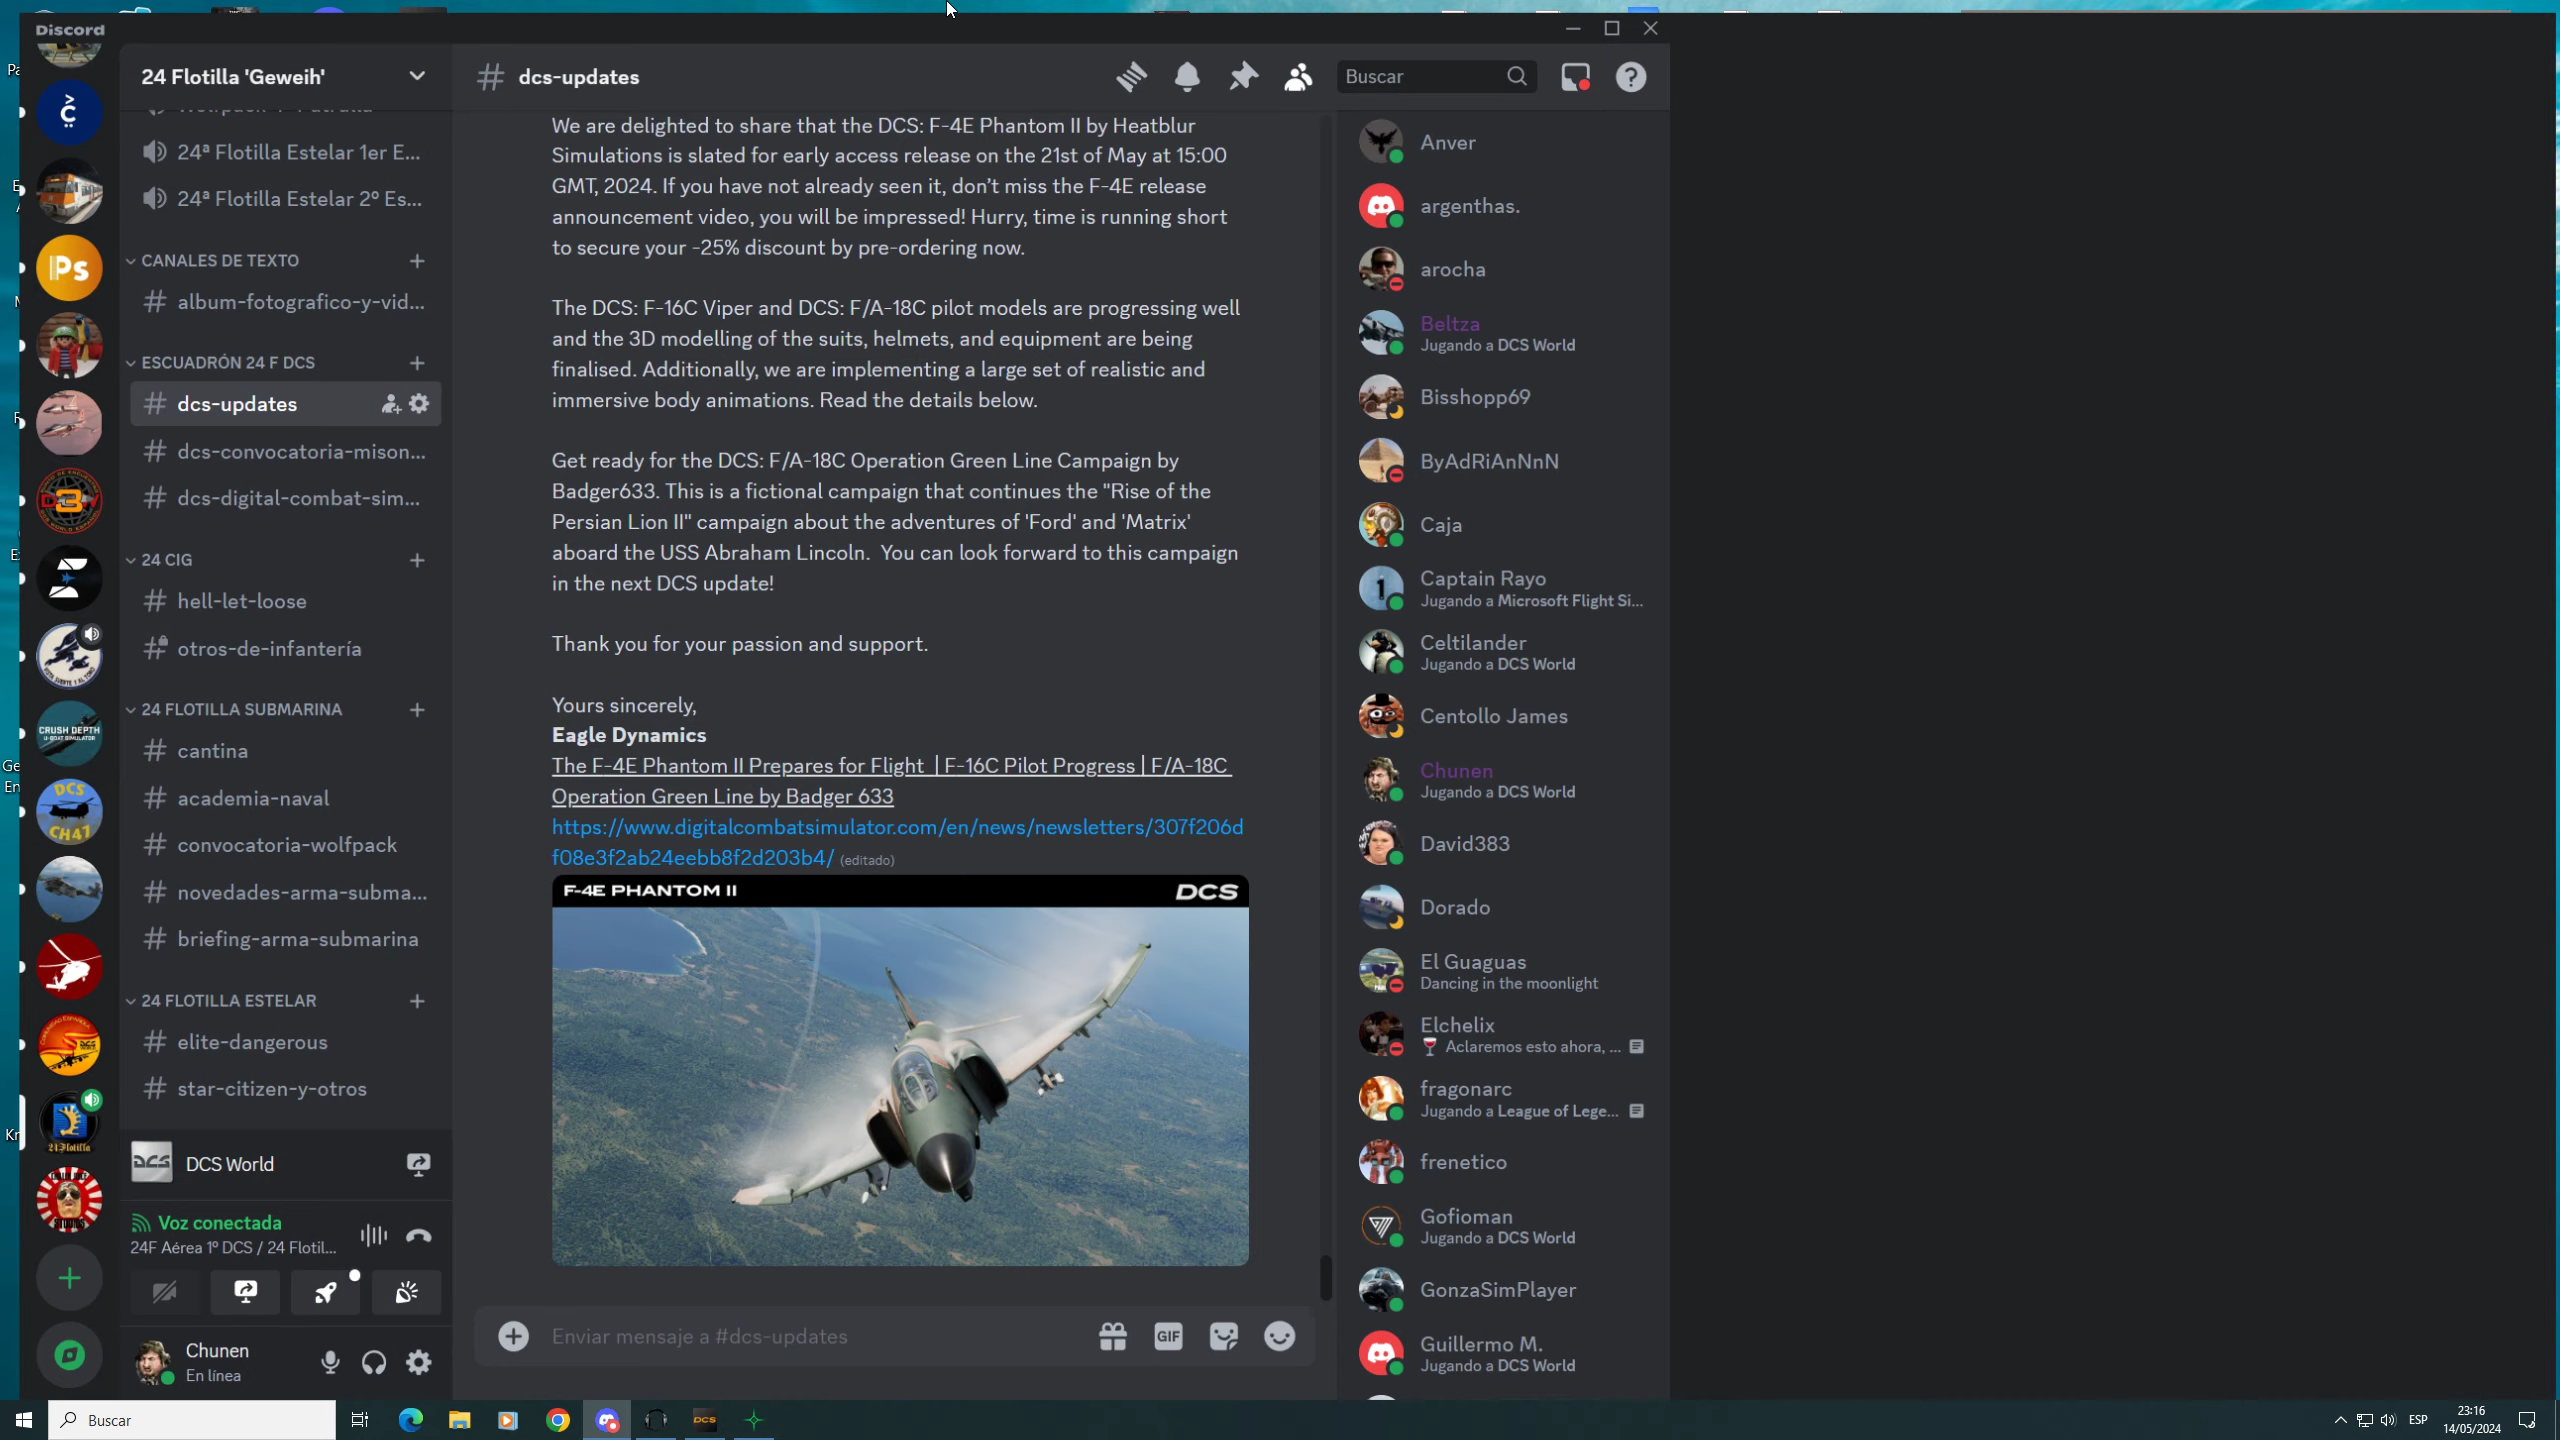 Discord
24 Flotilla 'Geweih'
dcs-updates
Buscar
24ª Flotilla Estelar 1er E...
24ª Flotilla Estelar 2º Es...
CANALES DE TEXTO
album-fotografico-y-vid...
ESCUADRÓN 24 F DCS
dcs-updates
dcs-convocatoria-mison...
dcs-digital-combat-sim...
24 CIG
hell-let-loose
otros-de-infantería
24 FLOTILLA SUBMARINA
cantina
academia-naval
convocatoria-wolfpack
novedades-arma-subma...
briefing-arma-submarina
24 FLOTILLA ESTELAR
elite-dangerous
star-citizen-y-otros
DCS World
Voz conectada
24F Aérea 1º DCS / 24 Flotil...
Chunen
En línea
We are delighted to share that the DCS: F-4E Phantom II by Heatblur
Simulations is slated for early access release on the 21st of May at 15:00
GMT, 2024. If you have not already seen it, don't miss the F-4E release
announcement video, you will be impressed! Hurry, time is running short
to secure your -25% discount by pre-ordering now.
The DCS: F-16C Viper and DCS: F/A-18C pilot models are progressing well
and the 3D modelling of the suits, helmets, and equipment are being
finalised. Additionally, we are implementing a large set of realistic and
immersive body animations. Read the details below.
Get ready for the DCS: F/A-18C Operation Green Line Campaign by
Badger633. This is a fictional campaign that continues the "Rise of the
Persian Lion II" campaign about the adventures of 'Ford' and 'Matrix'
aboard the USS Abraham Lincoln.  You can look forward to this campaign
in the next DCS update!
Thank you for your passion and support.
Yours sincerely,
Eagle Dynamics
The F-4E Phantom II Prepares for Flight | F-16C Pilot Progress | F/A-18C
Operation Green Line by Badger 633
https://www.digitalcombatsimulator.com/en/news/newsletters/307f206d
f08e3f2ab24eebb8f2d203b4/ (editado)
F-4E PHANTOM II DCS
Enviar mensaje a #dcs-updates
GIF
Anver
argenthas.
arocha
Beltza
Jugando a DCS World
Bisshopp69
ByAdRiAnNnN
Caja
Captain Rayo
Jugando a Microsoft Flight Si...
Celtilander
Jugando a DCS World
Centollo James
Chunen
Jugando a DCS World
David383
Dorado
El Guaguas
Dancing in the moonlight
Elchelix
Aclaremos esto ahora, ...
fragonarc
Jugando a League of Lege...
frenetico
Gofioman
Jugando a DCS World
GonzaSimPlayer
Guillermo M.
Jugando a DCS World
Ps
CRUSH DEPTH
U-BOAT SIMULATOR
DCS
CH47
24Flotilla
Buscar
DCS
ESP
23:16
14/05/2024